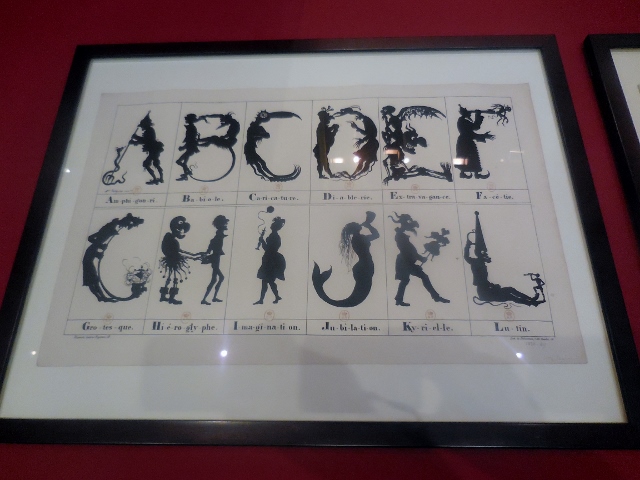 A B C D E F
Am·phi·gou·ri. Ba·bi·o·le. Ca·ri·ca·tu·re. Di·a·ble·rie. Ex·tra·va·gan·ce. Fa·cé·tie.
G H I J K L
Gro·tes·que. Hi·é·ro·gly·phe. I·ma·gi·na·ti·on. Ju·bi·la·ti·on. Ky·ri·el·le. Lu·tin.